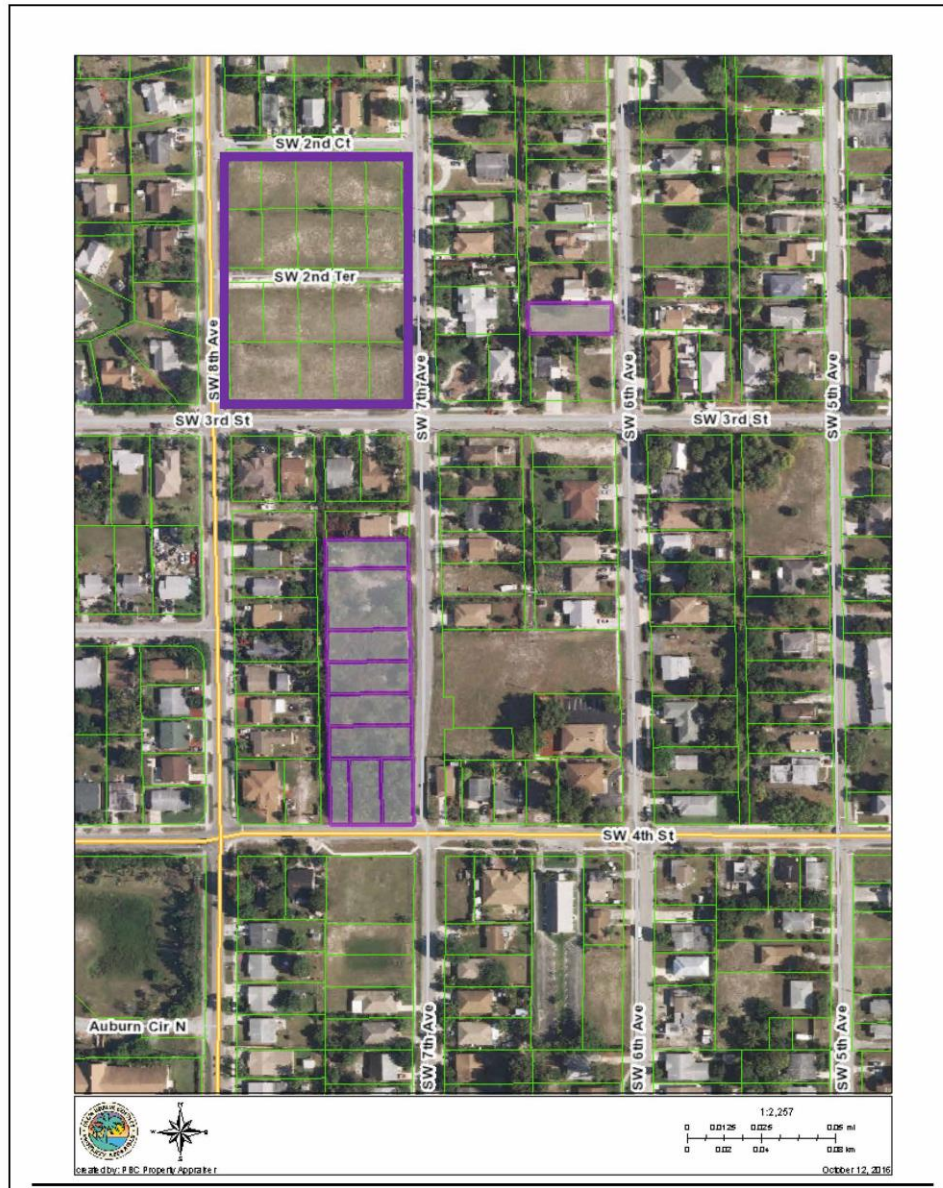 SW 2nd Ct
SW 2nd Ter
SW 8th Ave
SW 7th Ave
SW 6th Ave
SW 5th Ave
SW 3rd St
SW 3rd St
SW 4th St
Auburn Cir N
SW 7th Ave
SW 6th Ave
SW 5th Ave
1:2,257
0 0.0125 0.025 0.05 mi
0 0.02 0.04 0.08 km
created by: PBC Property Appraiser
October 12, 2016